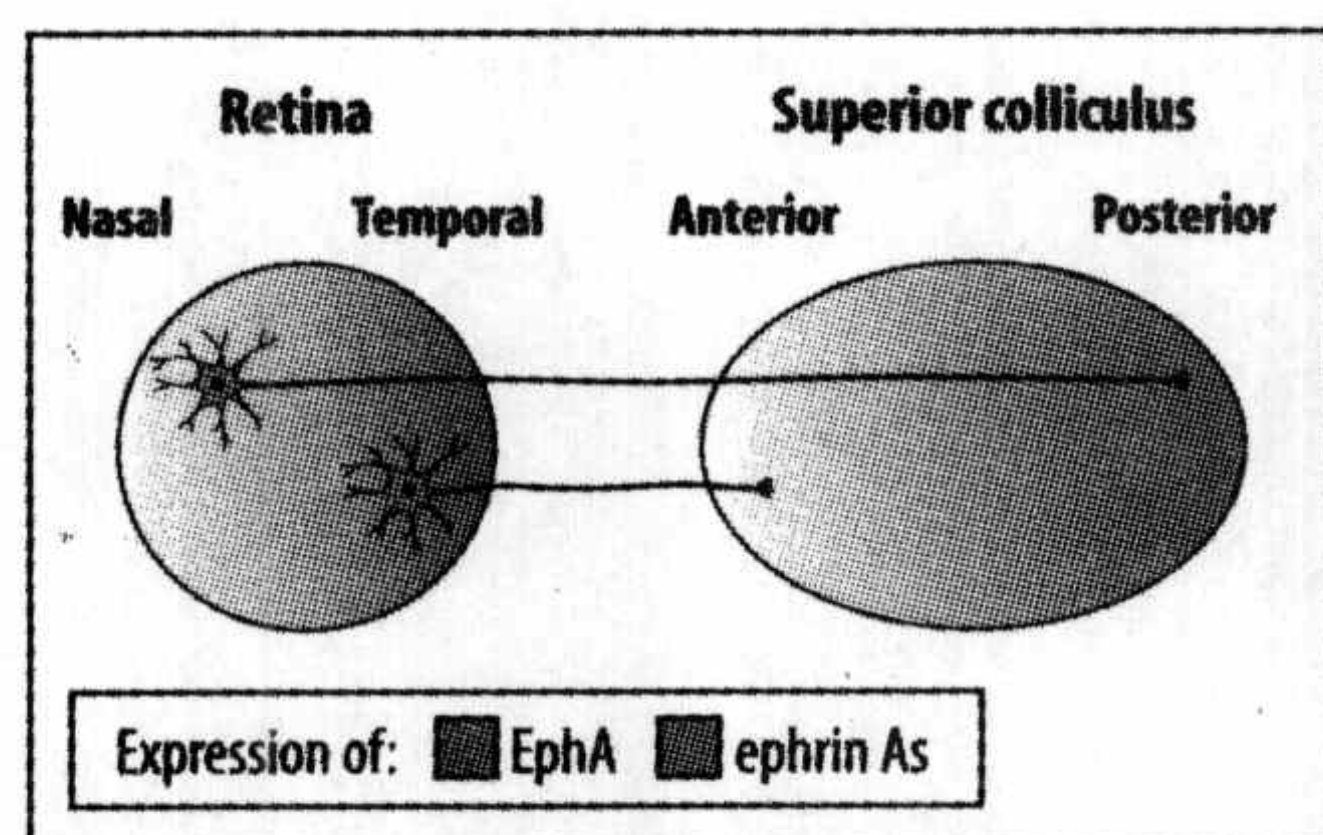 Retina Superior colliculus
Nasal Temporal Anterior Posterior
Expression of: EphA ephrin As